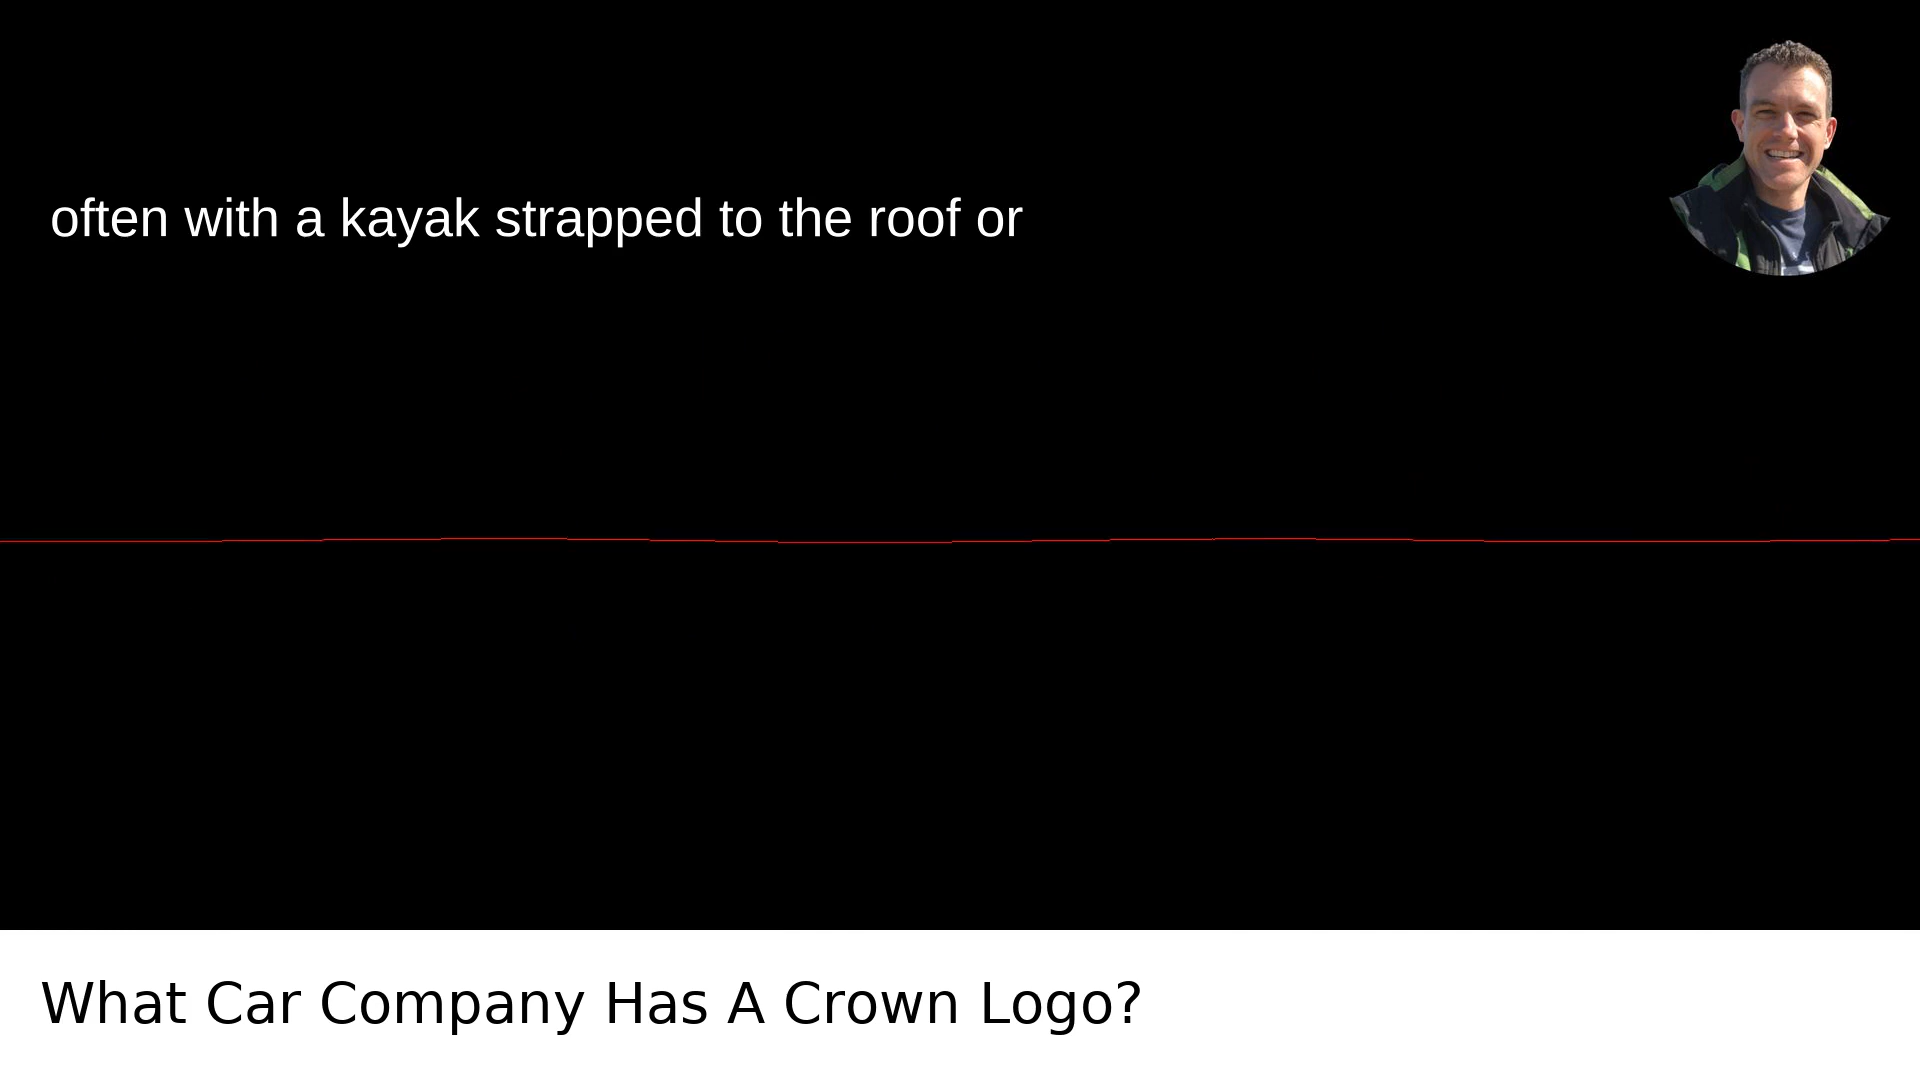 often with a kayak strapped to the roof or
What Car Company Has A Crown Logo?